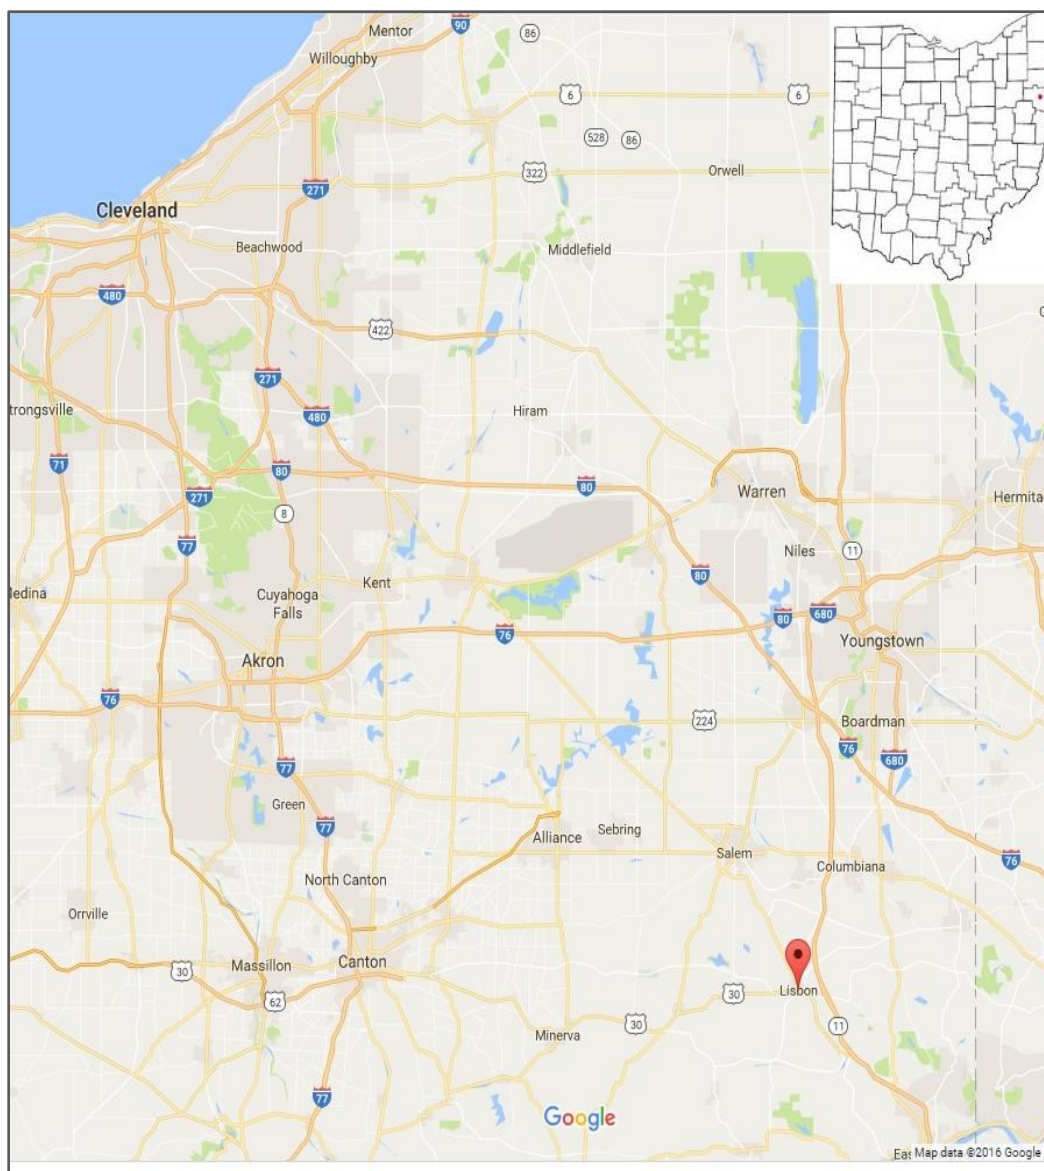 90
Mentor
86
Willoughby
6
6
528
86
322
Orwell
271
Cleveland
Beachwood
Middlefield
480
422
271
Hiram
trongsville
480
71
80
271
80
Warren
Hermitag
8
77
11
Niles
Kent
80
Medina
Cuyahoga
Falls
80
680
76
Youngstown
Akron
76
224
Boardman
76
680
77
Green
77
Alliance
Sebring
Salem
Columbiana
76
North Canton
Orrville
Canton
Massillon
30
62
30
Lisbon
30
11
Minerva
77
Google
Eas
Map data ©2016 Google